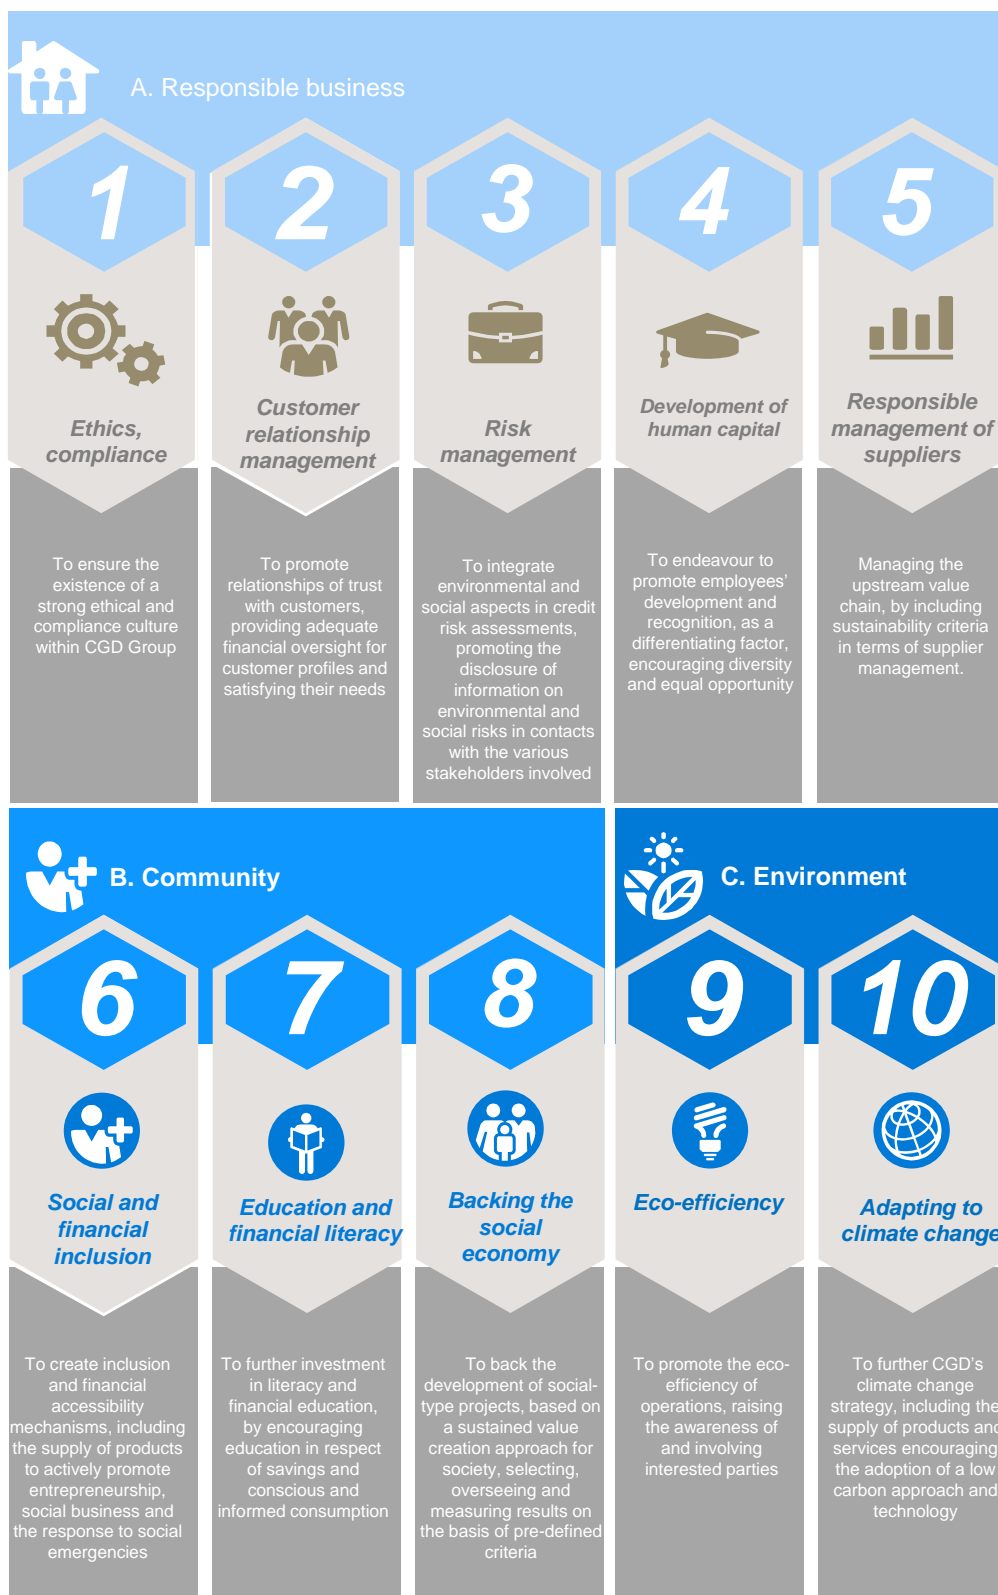 A. Responsible business
1
Ethics,
compliance
To ensure the
existence of a
strong ethical and
compliance culture
within CGD Group
2
Customer
relationship
management
To promote
relationships of trust
with customers,
providing adequate
financial oversight for
customer profiles and
satisfying their needs
3
Risk
management
To integrate
environmental and
social aspects in credit
risk assessments,
promoting the
disclosure of
information on
environmental and
social risks in contacts
with the various
stakeholders involved
4
Development of
human capital
To endeavour to
promote employees’
development and
recognition, as a
differentiating factor,
encouraging diversity
and equal opportunity
5
Responsible
management of
suppliers
Managing the
upstream value
chain, by including
sustainability criteria
in terms of supplier
management.
B. Community
6
Social and
financial
inclusion
To create inclusion
and financial
accessibility
mechanisms, including
the supply of products
to actively promote
entrepreneurship,
social business and
the response to social
emergencies
7
Education and
financial literacy
To further investment
in literacy and
financial education,
by encouraging
education in respect
of savings and
conscious and
informed consumption
8
Backing the
social
economy
To back the
development of social-
type projects, based on
a sustained value
creation approach for
society, selecting,
overseeing and
measuring results on
the basis of pre-defined
criteria
C. Environment
9
Eco-efficiency
To promote the eco-
efficiency of
operations, raising
the awareness of
and involving
interested parties
10
Adapting to
climate change
To further CGD’s
climate change
strategy, including the
supply of products and
services encouraging
the adoption of a low
carbon approach and
technology